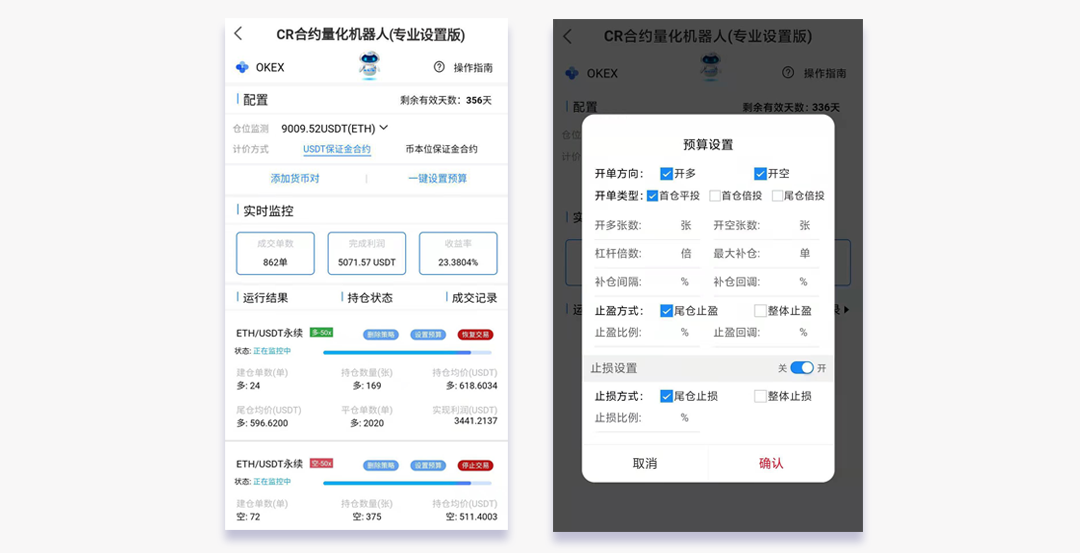 CR合约量化机器人(专业设置版)
OKEX
操作指南
配置 剩余有效天数: 356天
仓位监测 9009.52USDT(ETH)
计价方式 USDT保证金合约 币本位保证金合约
添加货币对 一键设置预算
实时监控
成交单数 完成利润 收益率
862单 5071.57 USDT 23.3804%
运行结果 持仓状态 成交记录
ETH/USDT永续 多-50x 删除策略 设置预算 恢复交易
状态: 正在监控中
建仓单数(单) 持仓数量(张) 持仓均价(USDT)
多: 24 多: 169 多: 618.6034
尾仓均价(USDT) 平仓单数(单) 实现利润(USDT)
多: 596.6200 多: 2020 3441.2137
ETH/USDT永续 空-50x 删除策略 设置预算 停止交易
状态: 正在监控中
建仓单数(单) 持仓数量(张) 持仓均价(USDT)
空: 72 空: 375 空: 511.4003
CR合约量化机器人(专业设置版)
OKEX
操作指南
配置 剩余有效天数: 336天
仓位
计价
实
运 录
预算设置
开单方向: 开多 开空
开单类型: 首仓平投 首仓倍投 尾仓倍投
开多张数: 张 开空张数: 张
杠杆倍数: 倍 最大补仓: 单
补仓间隔: % 补仓回调: %
止盈方式: 尾仓止盈 整体止盈
止盈比例: % 止盈回调: %
止损设置 关 开
止损方式: 尾仓止损 整体止损
止损比例: %
取消 确认